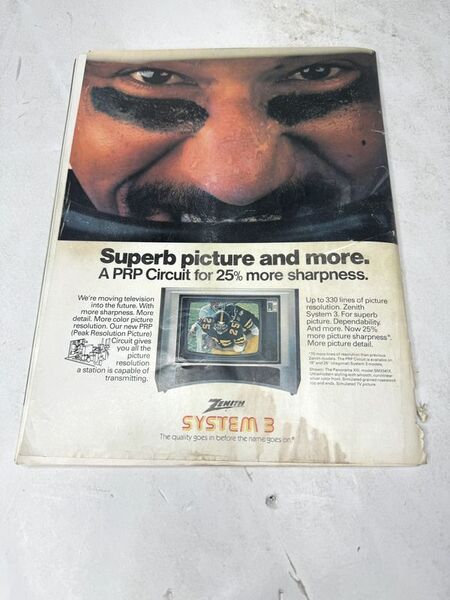 Superb picture and more.
A PRP Circuit for 25% more sharpness.
We're moving television
into the future. With
more sharpness. More
detail. More color picture
resolution. Our new PRP
(Peak Resolution Picture)
Circuit gives
you all the
picture
resolution
a station is capable of
transmitting.
25
25
Up to 330 lines of picture
resolution. Zenith
System 3. For superb
picture. Dependability.
And more. Now 25%
more picture sharpness*.
More picture detail.
ZENITH
SYSTEM 3
The quality goes in before the name goes on.®